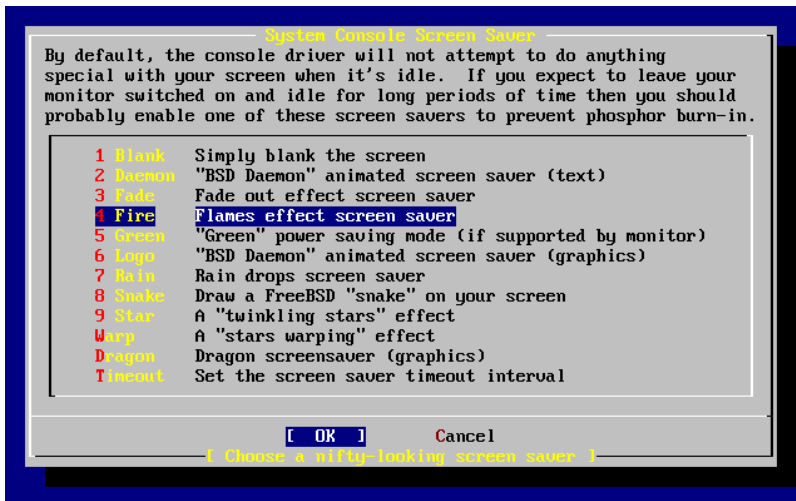 System Console Screen Saver
By default, the console driver will not attempt to do anything
special with your screen when it's idle.  If you expect to leave your
monitor switched on and idle for long periods of time then you should
probably enable one of these screen savers to prevent phosphor burn-in.
1 Blank    Simply blank the screen
2 Daemon   "BSD Daemon" animated screen saver (text)
3 Fade     Fade out effect screen saver
4 Fire     Flames effect screen saver
5 Green    "Green" power saving mode (if supported by monitor)
6 Logo     "BSD Daemon" animated screen saver (graphics)
7 Rain     Rain drops screen saver
8 Snake    Draw a FreeBSD "snake" on your screen
9 Star     A "twinkling stars" effect
Warp       A "stars warping" effect
Dragon     Dragon screensaver (graphics)
Timeout    Set the screen saver timeout interval
[  OK  ]       Cancel
[ Choose a nifty-looking screen saver ]